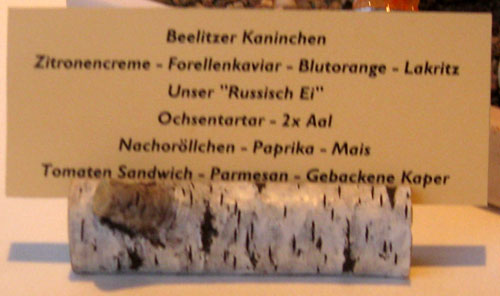 Beelitzer Kaninchen
Zitronencreme - Forellenkaviar - Blutorange - Lakritz
Unser "Russisch Ei"
Ochsentartar - 2x Aal
Nachoröllchen - Paprika - Mais
Tomaten Sandwich - Parmesan - Gebackene Kaper